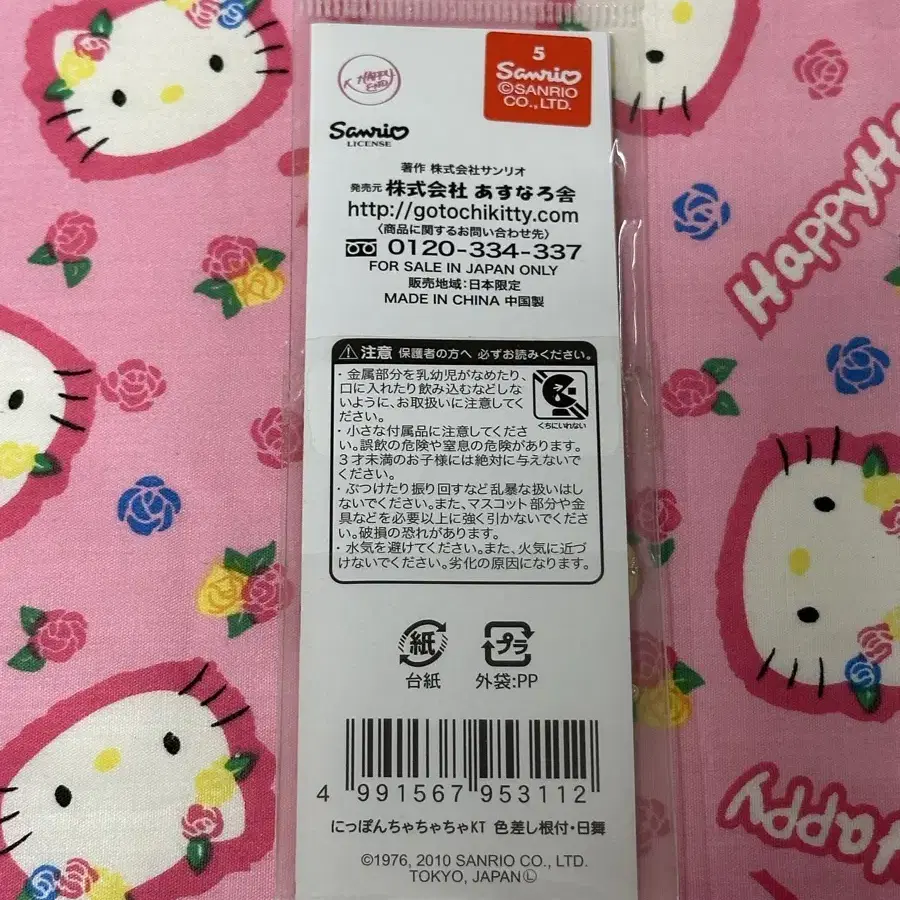 HAPPY END
5
Sanrio
©SANRIO
CO.,LTD.
Sanrio
LICENSE
著作 株式会社サンリオ
発売元 株式会社 あすなろ舎
http://gotochikitty.com
〈商品に関するお問い合わせ先〉
0120-334-337
FOR SALE IN JAPAN ONLY
販売地域:日本限定
MADE IN CHINA 中国製
注意 保護者の方へ 必ずお読みください。
・金属部分を乳幼児がなめたり、
口に入れたり飲み込むなどしな
いように、お取扱いに注意してく
ださい。
くちにいれない
・小さな付属品に注意してくださ
い。誤飲の危険や窒息の危険があります。
3才未満のお子様には絶対に与えないで
ください。
・ぶつけたり振り回すなど乱暴な扱いはし
ないでください。また、マスコット部分や金
具などを必要以上に強く引かないでくださ
い。破損の恐れがあります。
・水気を避けてください。また、火気に近づ
けないでください。劣化の原因になります。
紙
台紙
プラ
外袋:PP
4 991567 953112
にっぽんちゃちゃちゃKT 色差し根付・日舞
©1976, 2010 SANRIO CO., LTD.
TOKYO, JAPAN Ⓛ
HAPPY H
Happy